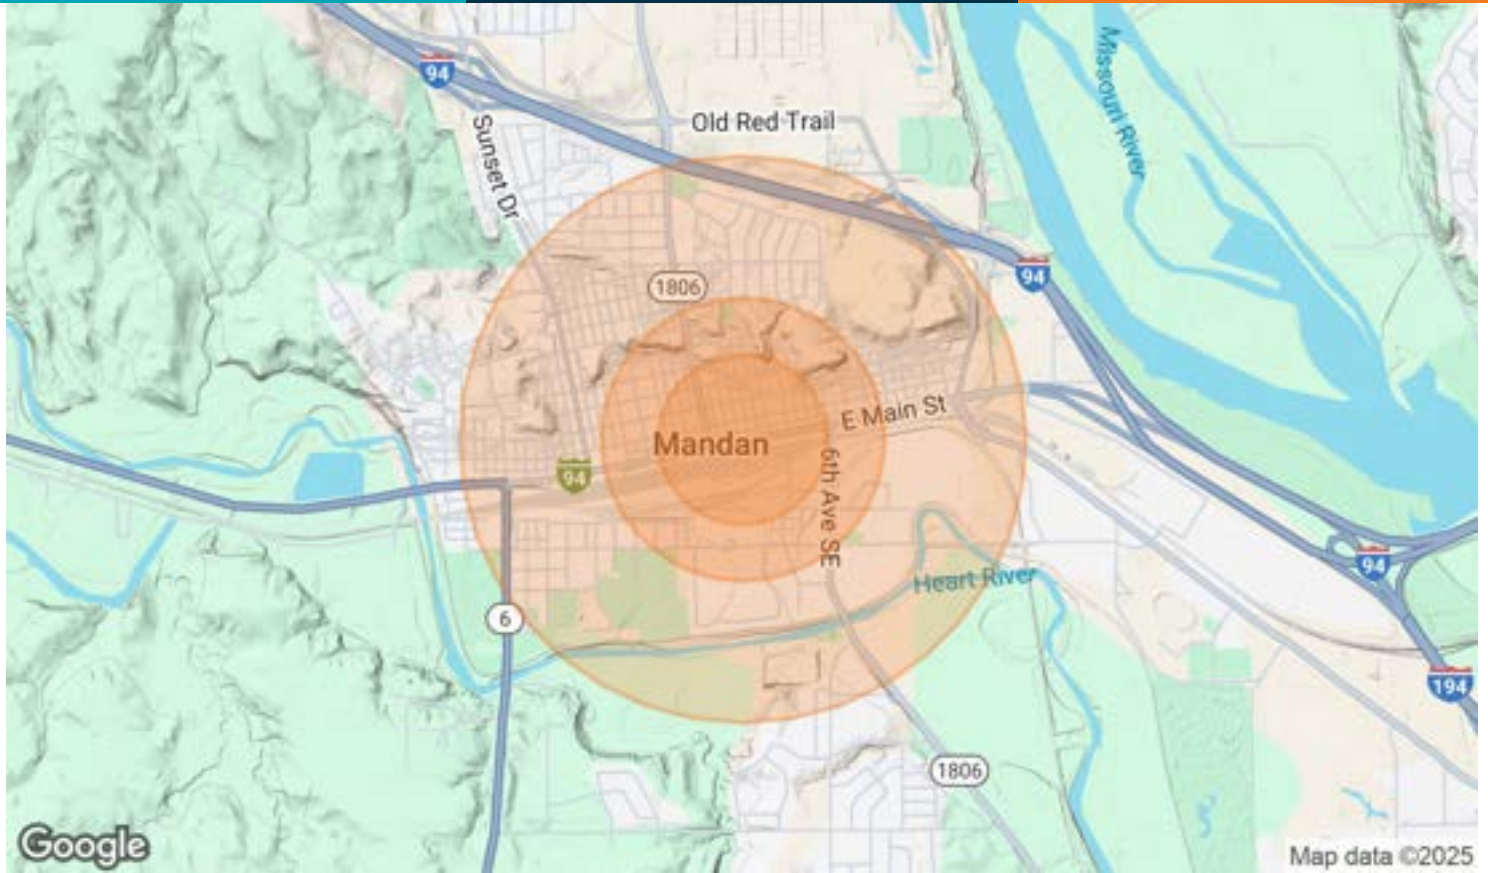 94
Missouri River
Old Red Trail
Sunset Dr
94
1806
E Main St
Mandan
94
6th Ave SE
94
Heart River
6
194
1806
Google
Map data ©2025